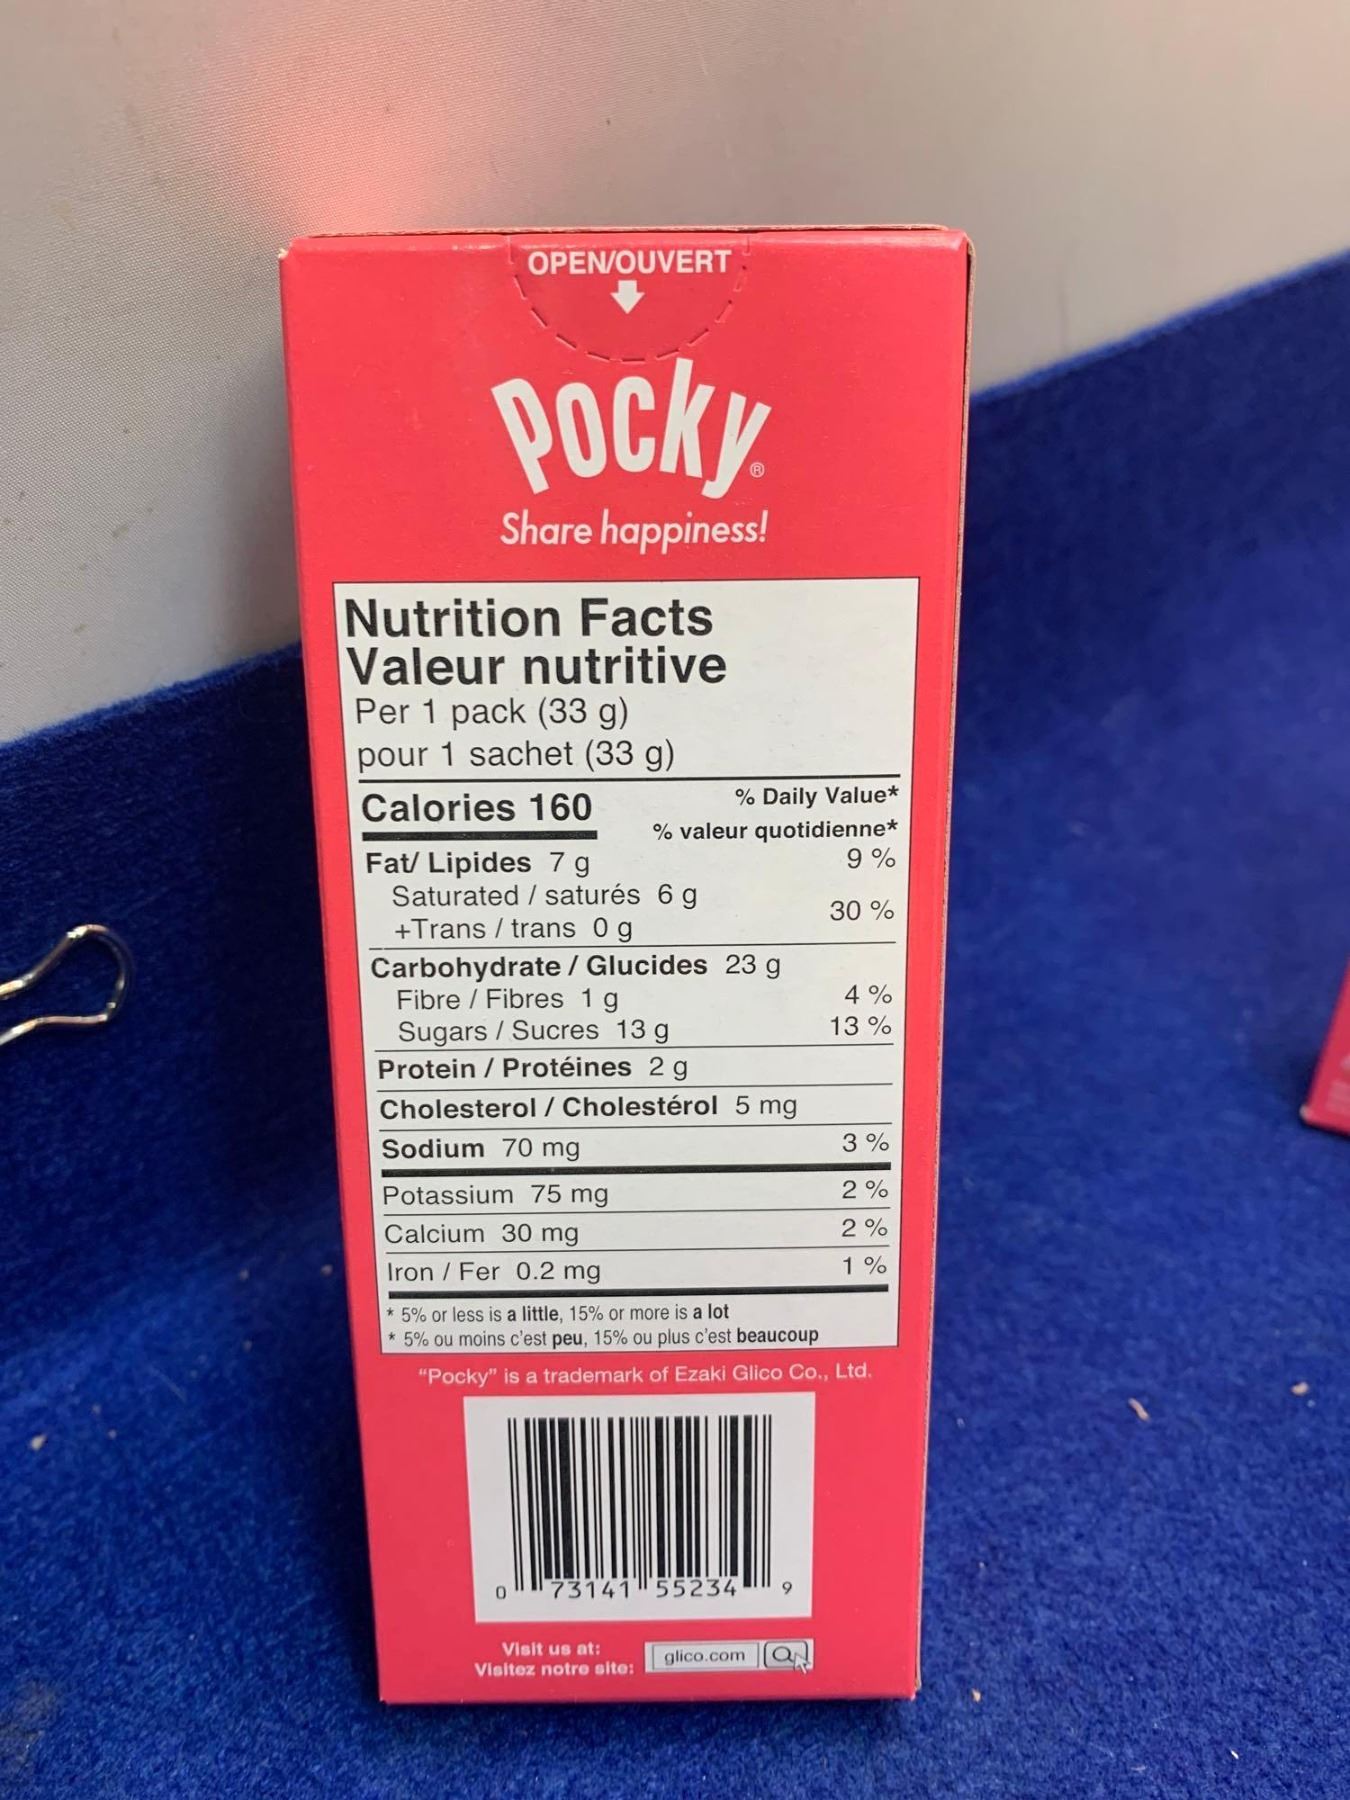 OPEN/OUVERT
Pocky®
Share happiness!
Nutrition Facts
Valeur nutritive
Per 1 pack (33 g)
pour 1 sachet (33 g)
Calories 160 % Daily Value*
% valeur quotidienne*
Fat/ Lipides 7 g 9 %
Saturated / saturés 6 g
+Trans / trans 0 g 30 %
Carbohydrate / Glucides 23 g
Fibre / Fibres 1 g 4 %
Sugars / Sucres 13 g 13 %
Protein / Protéines 2 g
Cholesterol / Cholestérol 5 mg
Sodium 70 mg 3 %
Potassium 75 mg 2 %
Calcium 30 mg 2 %
Iron / Fer 0.2 mg 1 %
* 5% or less is a little, 15% or more is a lot
* 5% ou moins c'est peu, 15% ou plus c'est beaucoup
“Pocky” is a trademark of Ezaki Glico Co., Ltd.
0 73141 55234 9
Visit us at:
Visitez notre site: glico.com